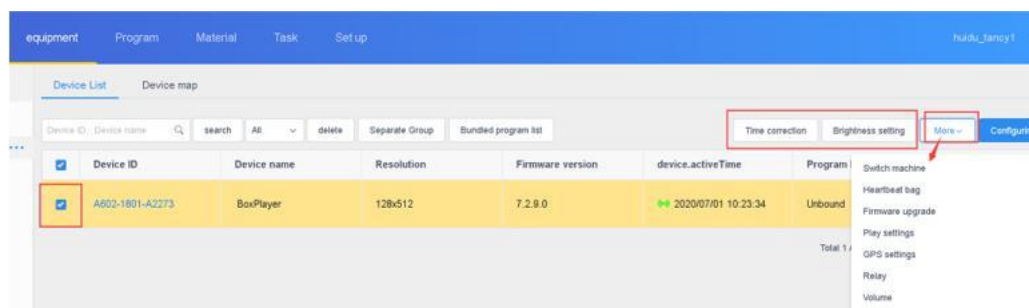 equipment Program Material Task Set up huidu_tancy1
Device List Device map
Device ID, Device name search All delete Separate Group Bundled program list Time correction Brightness setting More Configurin
Device ID Device name Resolution Firmware version device.activeTime Program
A602-1801-A2273 BoxPlayer 128x512 7.2.9.0 2020/07/01 10:23:34 Unbound
Total 1
Switch machine
Heartbeat bag
Firmware upgrade
Play settings
GPS settings
Relay
Volume